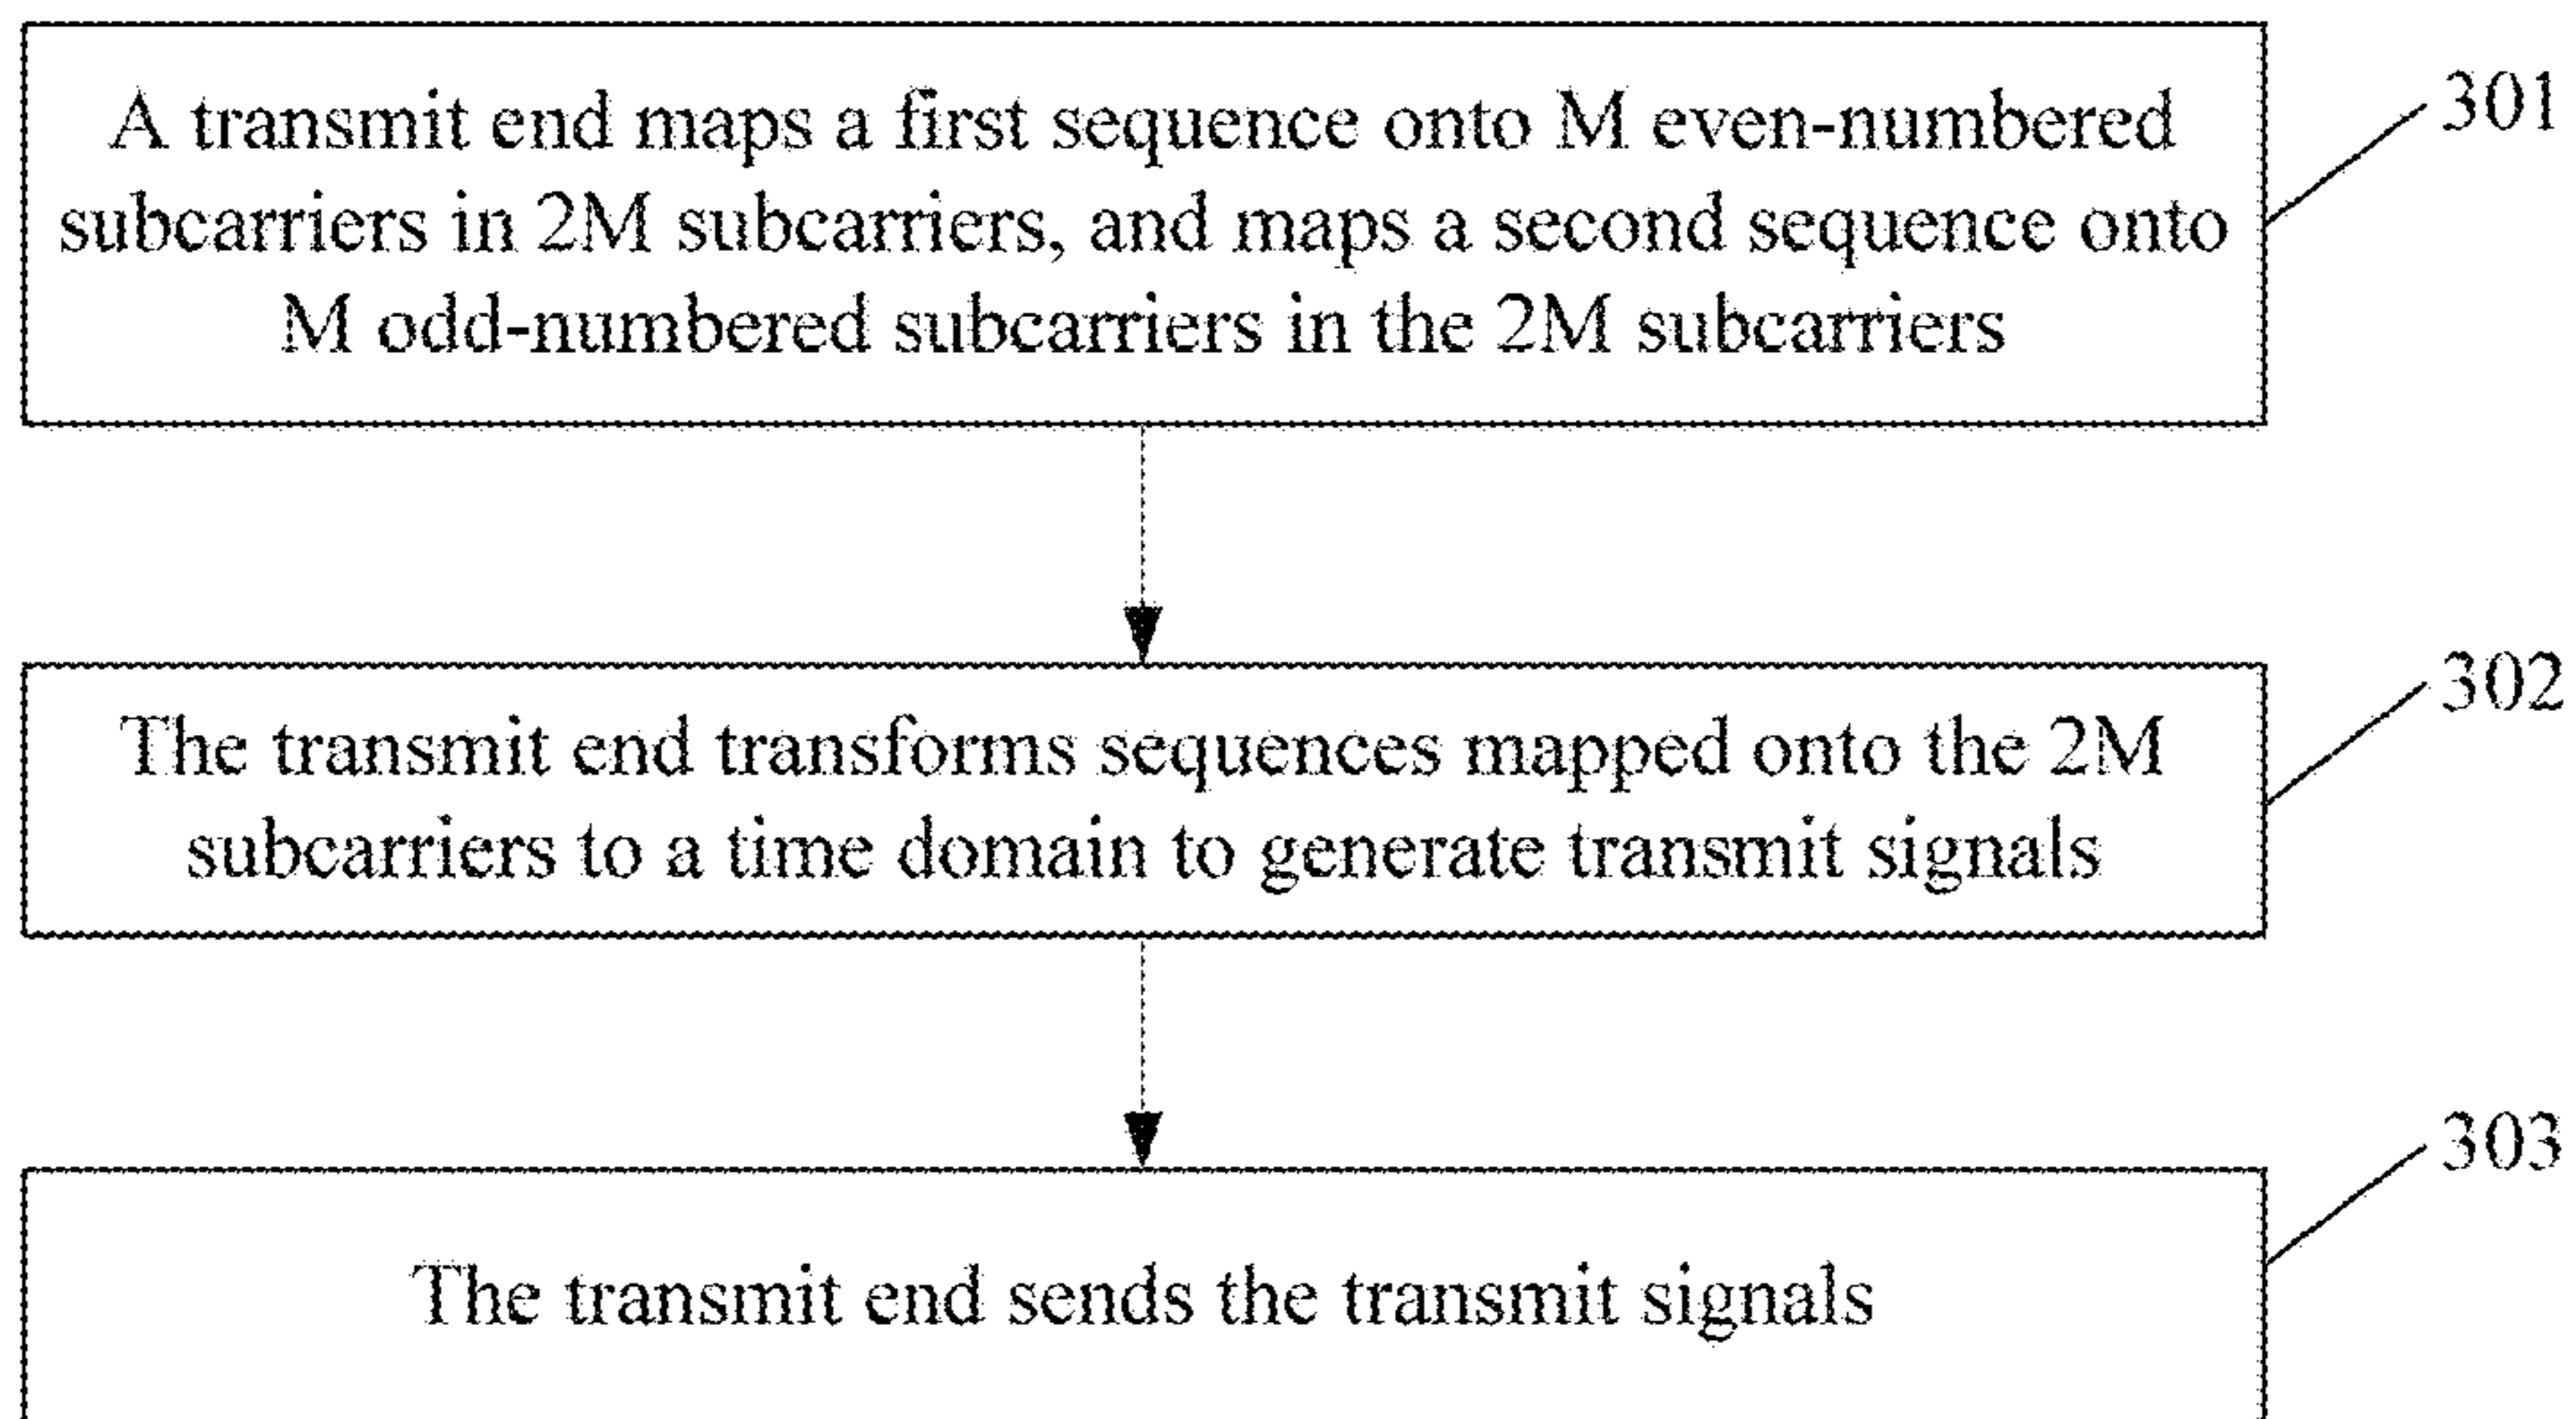 A transmit end maps a first sequence onto M even-numbered
subcarriers in 2M subcarriers, and maps a second sequence onto
M odd-numbered subcarriers in the 2M subcarriers
301
The transmit end transforms sequences mapped onto the 2M
subcarriers to a time domain to generate transmit signals
302
The transmit end sends the transmit signals
303